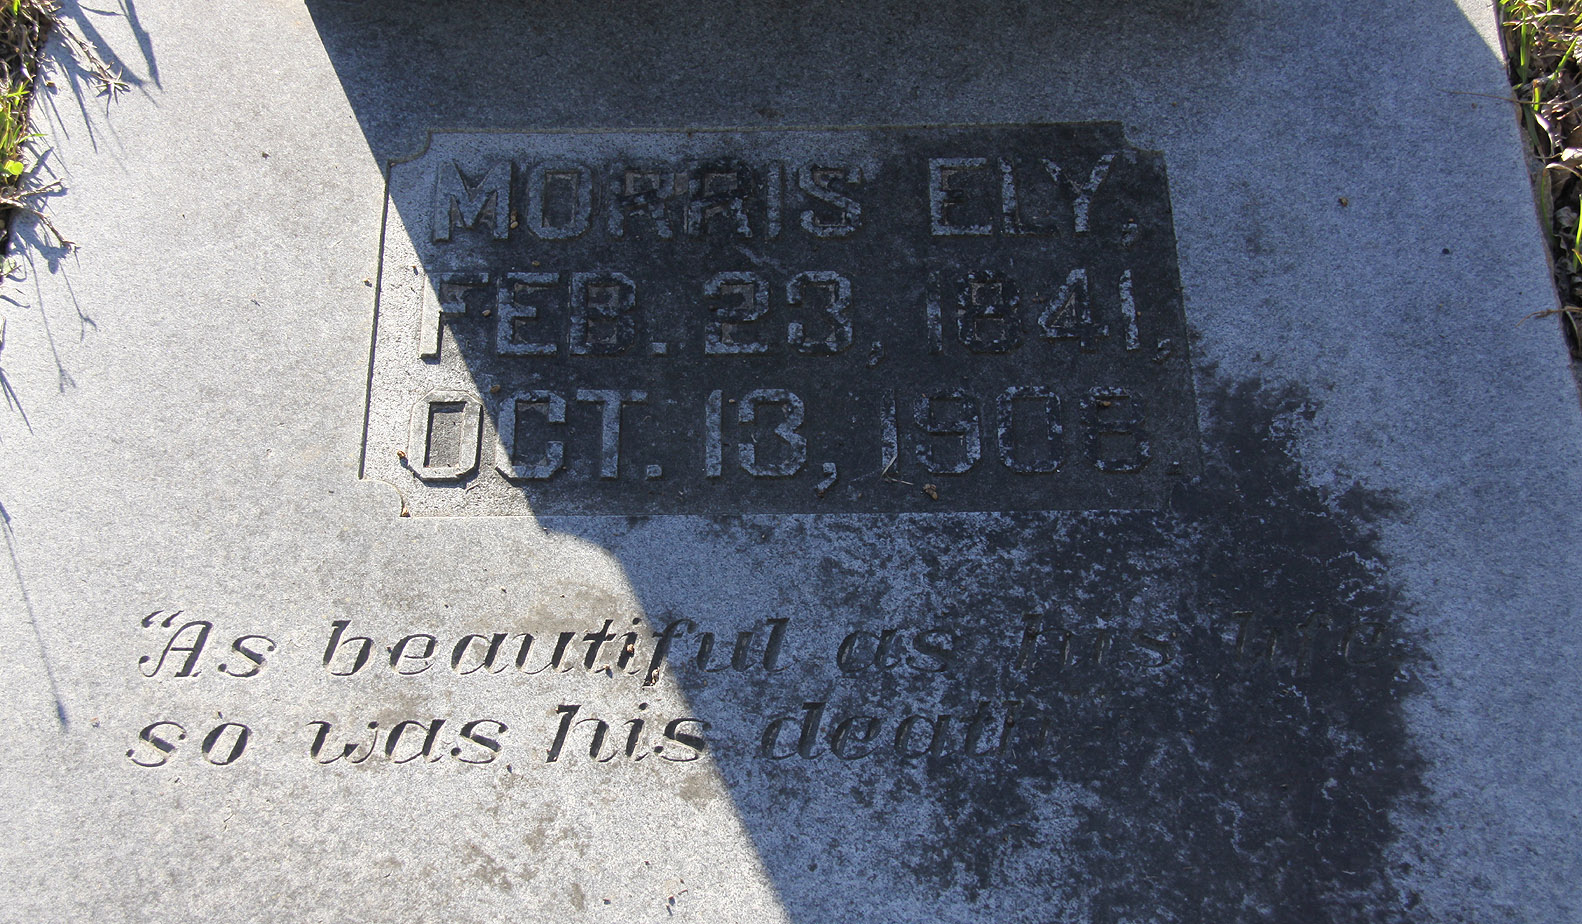 MORRIS ELY,
FEB. 23, 1841,
OCT. 13, 1908.
“As beautiful as his life
so was his death